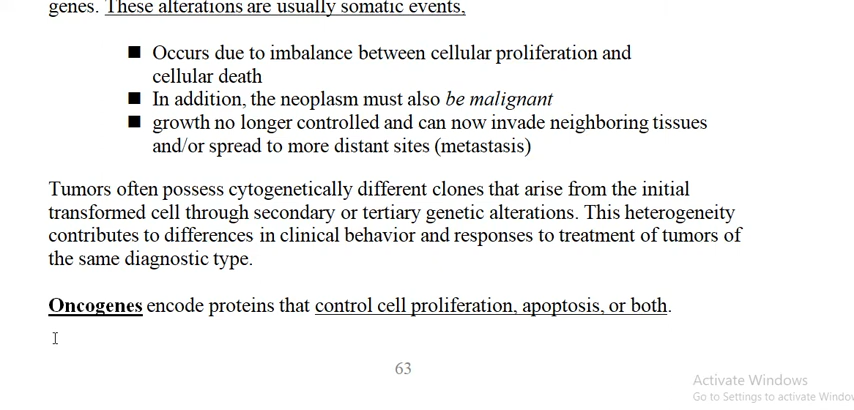 genes. These alterations are usually somatic events,
■ Occurs due to imbalance between cellular proliferation and
cellular death
■ In addition, the neoplasm must also be malignant
■ growth no longer controlled and can now invade neighboring tissues
and/or spread to more distant sites (metastasis)
Tumors often possess cytogenetically different clones that arise from the initial
transformed cell through secondary or tertiary genetic alterations. This heterogeneity
contributes to differences in clinical behavior and responses to treatment of tumors of
the same diagnostic type.
Oncogenes encode proteins that control cell proliferation, apoptosis, or both.
63
Activate Windows
Go to Settings to activate Windo